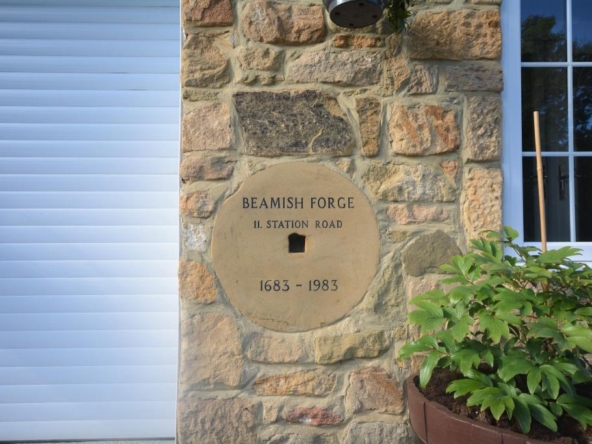 BEAMISH FORGE
11. STATION ROAD
1683 - 1983